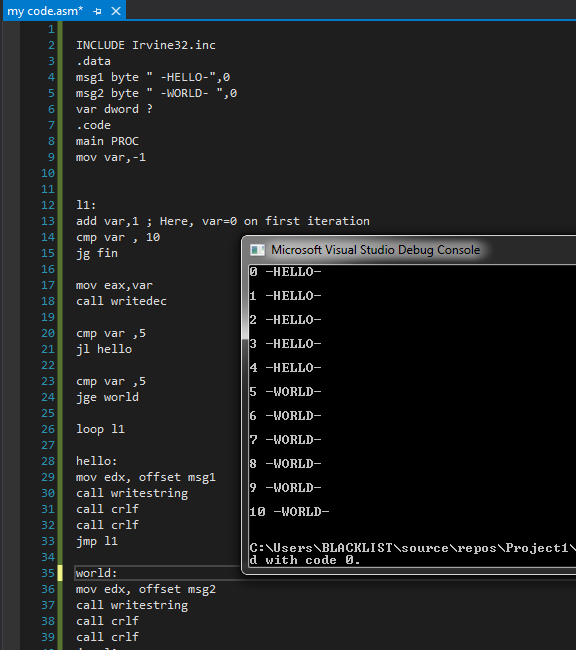 my code.asm*
1
2 INCLUDE Irvine32.inc
3 .data
4 msg1 byte " -HELLO-",0
5 msg2 byte " -WORLD- ",0
6 var dword ?
7 .code
8 main PROC
9 mov var,-1
10
11
12 l1:
13 add var,1 ; Here, var=0 on first iteration
14 cmp var , 10
15 jg fin
16
17 mov eax,var
18 call writedec
19
20 cmp var ,5
21 jl hello
22
23 cmp var ,5
24 jge world
25
26 loop l1
27
28 hello:
29 mov edx, offset msg1
30 call writestring
31 call crlf
32 call crlf
33 jmp l1
34
35 world:
36 mov edx, offset msg2
37 call writestring
38 call crlf
39 call crlf
Microsoft Visual Studio Debug Console
0 -HELLO-
1 -HELLO-
2 -HELLO-
3 -HELLO-
4 -HELLO-
5 -WORLD-
6 -WORLD-
7 -WORLD-
8 -WORLD-
9 -WORLD-
10 -WORLD-
C:\Users\BLACKLIST\source\repos\Project1\
d with code 0.